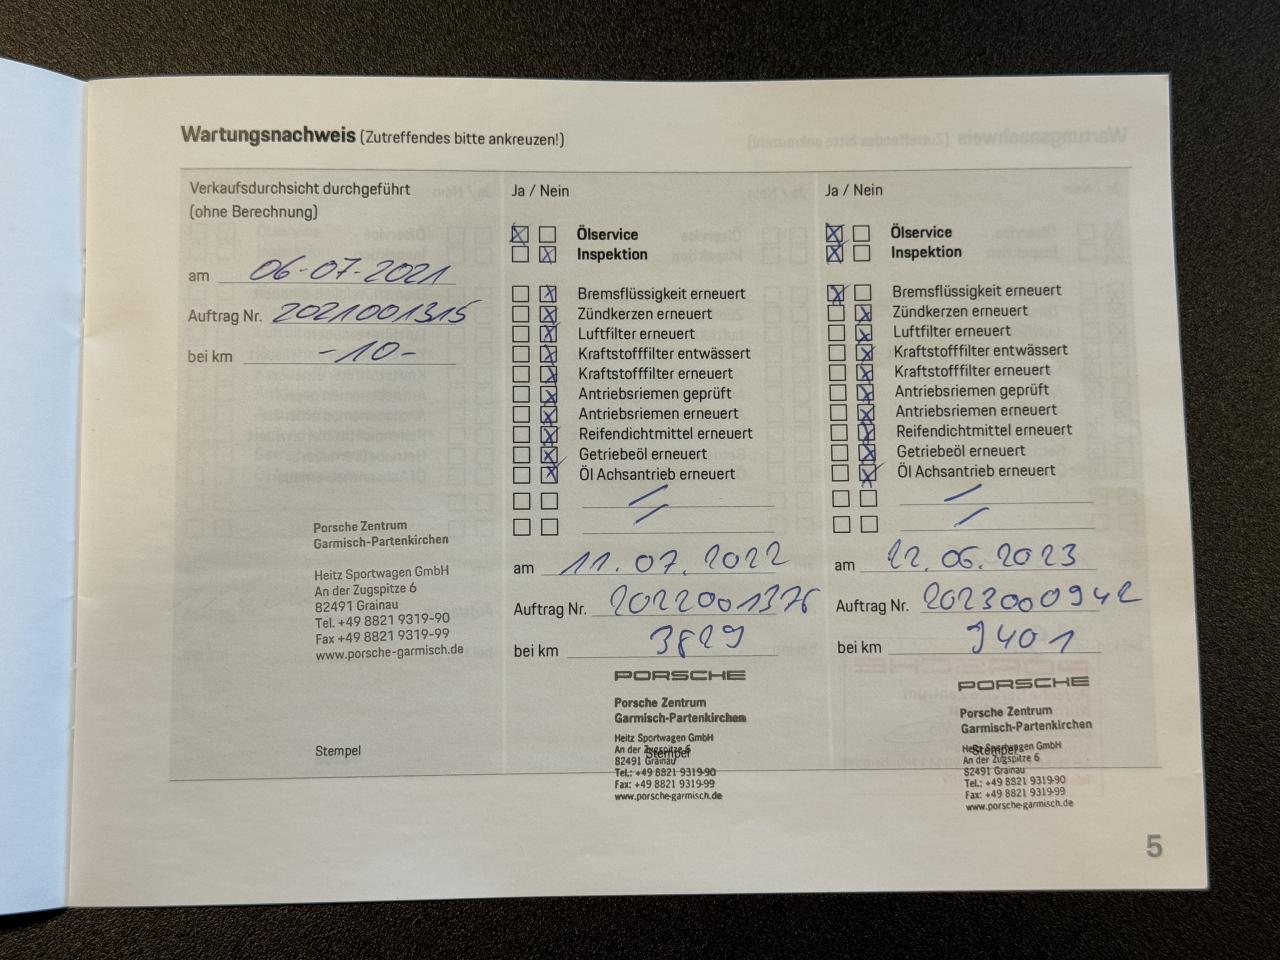 Wartungsnachweis (Zutreffendes bitte ankreuzen!)
Verkaufsdurchsicht durchgeführt
(ohne Berechnung)
am 06-07-2021
Auftrag Nr. 2021001315
bei km -10-
Porsche Zentrum
Garmisch-Partenkirchen
Heitz Sportwagen GmbH
An der Zugspitze 6
82491 Grainau
Tel. +49 8821 9319-90
Fax +49 8821 9319-99
www.porsche-garmisch.de
Stempel
Ja / Nein
Ölservice
Inspektion
Bremsflüssigkeit erneuert
Zündkerzen erneuert
Luftfilter erneuert
Kraftstofffilter entwässert
Kraftstofffilter erneuert
Antriebsriemen geprüft
Antriebsriemen erneuert
Reifendichtmittel erneuert
Getriebeöl erneuert
Öl Achsantrieb erneuert
am 11.07.2022
Auftrag Nr. 2022001376
bei km 3829
PORSCHE
Porsche Zentrum
Garmisch-Partenkirchen
Heitz Sportwagen GmbH
An der Zugspitze 6
Stempel
82491 Grainau
Tel.: +49 8821 9319-90
Fax: +49 8821 9319-99
www.porsche-garmisch.de
Ja / Nein
Ölservice
Inspektion
Bremsflüssigkeit erneuert
Zündkerzen erneuert
Luftfilter erneuert
Kraftstofffilter entwässert
Kraftstofffilter erneuert
Antriebsriemen geprüft
Antriebsriemen erneuert
Reifendichtmittel erneuert
Getriebeöl erneuert
Öl Achsantrieb erneuert
am 22.06.2023
Auftrag Nr. 2023000942
bei km 9401
PORSCHE
Porsche Zentrum
Garmisch-Partenkirchen
Heitz Sportwagen GmbH
Stempel
An der Zugspitze 6
82491 Grainau
Tel.: +49 8821 9319-90
Fax: +49 8821 9319-99
www.porsche-garmisch.de
5